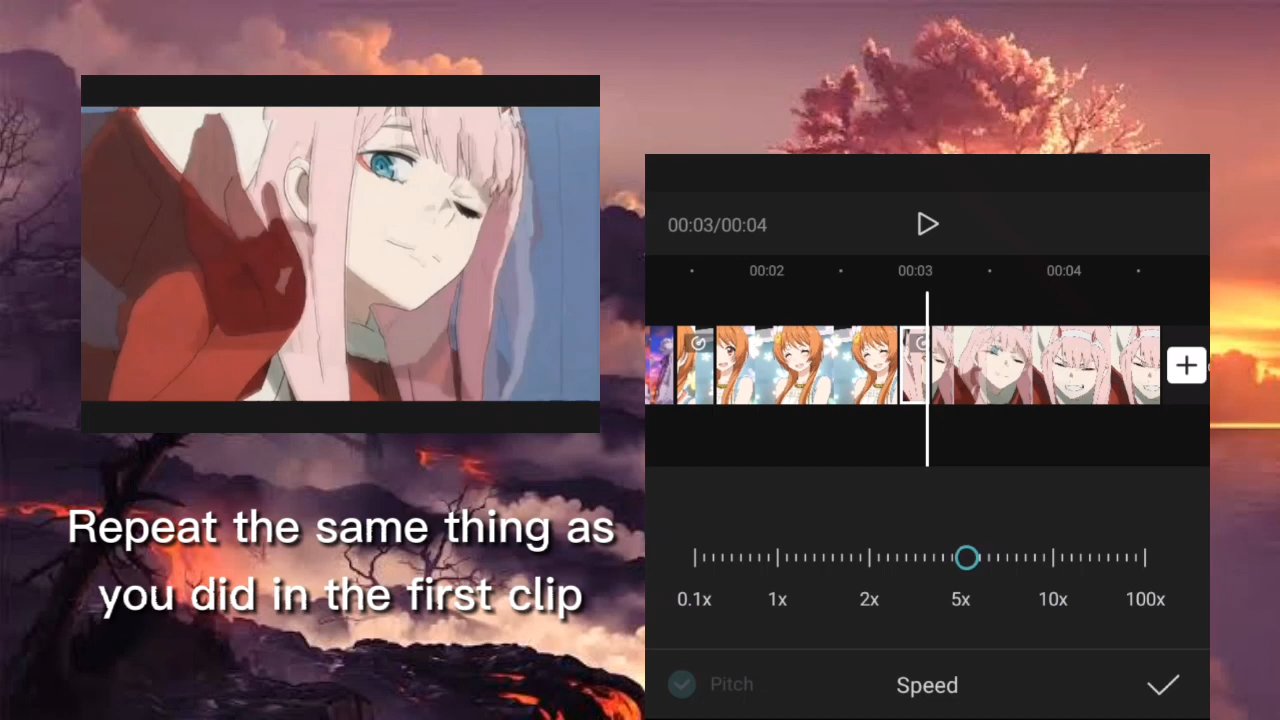 00:03/00:04
00:02 00:03 00:04
Repeat the same thing as
you did in the first clip
0.1x 1x 2x 5x 10x 100x
Pitch Speed